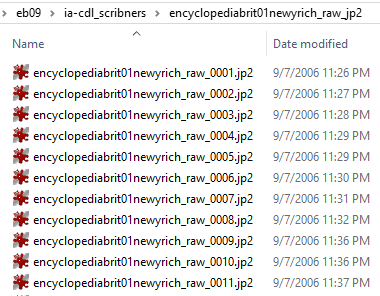 eb09 > ia-cdl_scribners > encyclopediabrit01newyrich_raw_jp2
Name Date modified
encyclopediabrit01newyrich_raw_0001.jp2 9/7/2006 11:26 PM
encyclopediabrit01newyrich_raw_0002.jp2 9/7/2006 11:27 PM
encyclopediabrit01newyrich_raw_0003.jp2 9/7/2006 11:28 PM
encyclopediabrit01newyrich_raw_0004.jp2 9/7/2006 11:29 PM
encyclopediabrit01newyrich_raw_0005.jp2 9/7/2006 11:29 PM
encyclopediabrit01newyrich_raw_0006.jp2 9/7/2006 11:30 PM
encyclopediabrit01newyrich_raw_0007.jp2 9/7/2006 11:31 PM
encyclopediabrit01newyrich_raw_0008.jp2 9/7/2006 11:32 PM
encyclopediabrit01newyrich_raw_0009.jp2 9/7/2006 11:36 PM
encyclopediabrit01newyrich_raw_0010.jp2 9/7/2006 11:36 PM
encyclopediabrit01newyrich_raw_0011.jp2 9/7/2006 11:37 PM